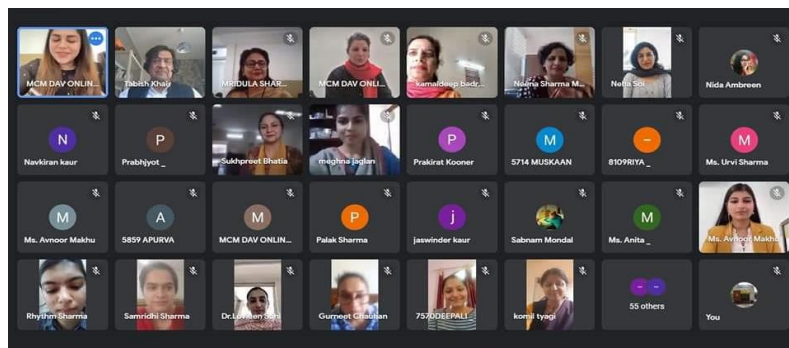 MCM DAV ONLIN...
Tabish Khair
MRIDULA SHAR...
MCM DAV ONLI...
kamaldeep badr...
Neena Sharma M...
Neha Soi
Nida Ambreen
N
Navkiran kaur
P
Prabhjyot _
Sukhpreet Bhatia
meghna jaglan
P
Prakirat Kooner
M
5714 MUSKAAN
8109RIYA _
M
Ms. Urvi Sharma
M
Ms. Avnoor Makhu
A
5859 APURVA
M
MCM DAV ONLIN...
P
Palak Sharma
j
jaswinder kaur
Sabnam Mondal
M
Ms. Anita _
Ms. Avnoor Makhu
Rhythm Sharma
Samridhi Sharma
Gurneet Chauhan
7570DEEPALI
komil tyagi
55 others
You